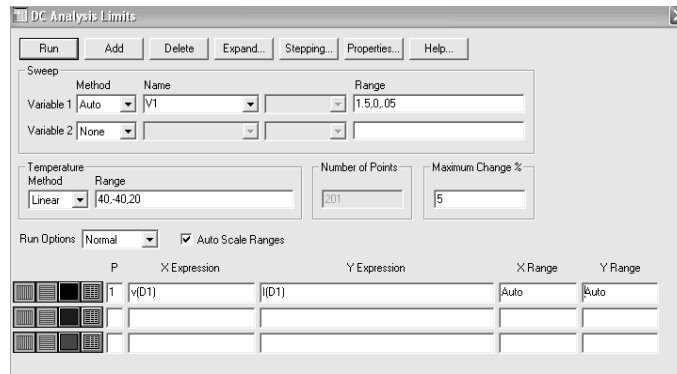 DC Analysis Limits
Run Add Delete Expand... Stepping... Properties... Help...
Sweep
Method Name Range
Variable 1 Auto V1 1.5,0,.05
Variable 2 None
Temperature Number of Points Maximum Change %
Method Range
Linear 40,-40,20 201 5
Run Options Normal Auto Scale Ranges
P X Expression Y Expression X Range Y Range
1 v(D1) I(D1) Auto Auto